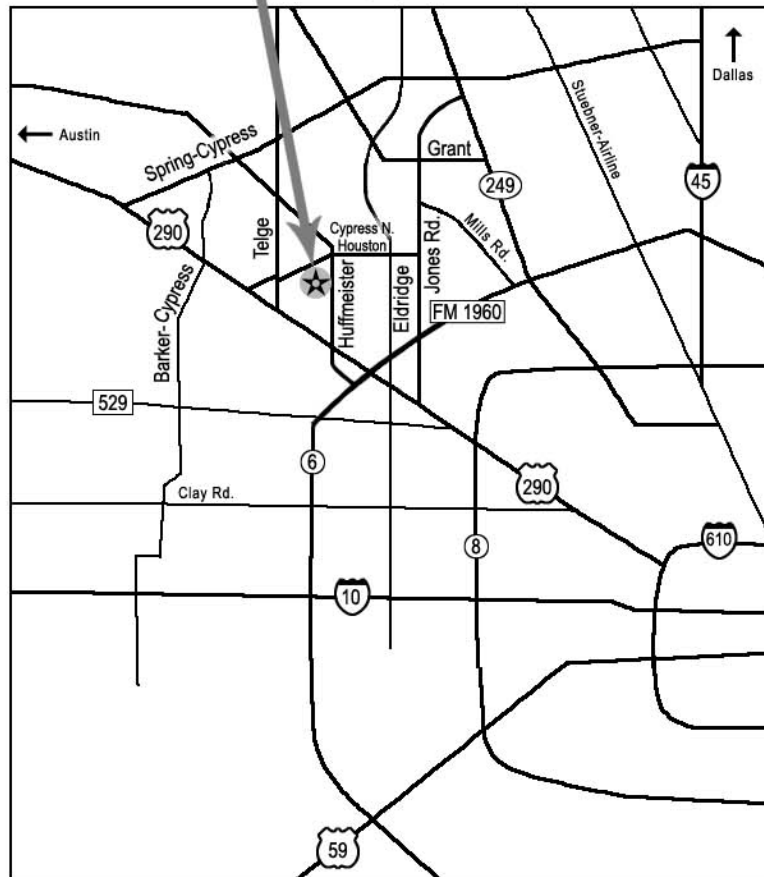 Dallas
Austin
Spring-Cypress
Stuebner-Airline
Grant
249
45
290
Telge
Cypress N.
Houston
Jones Rd.
Mills Rd.
Barker-Cypress
Huffmeister
Eldridge
FM 1960
529
6
290
Clay Rd.
8
610
10
59